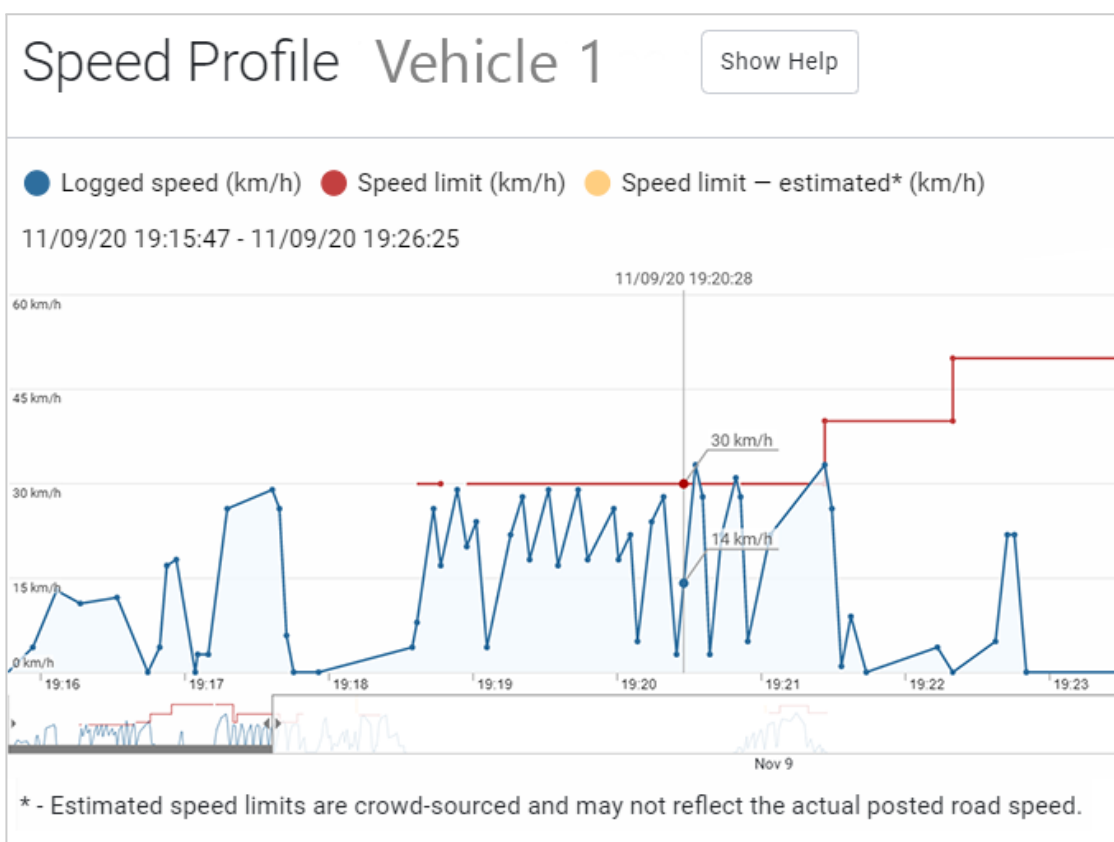 Speed Profile Vehicle 1 Show Help
Logged speed (km/h) Speed limit (km/h) Speed limit — estimated* (km/h)
11/09/20 19:15:47 - 11/09/20 19:26:25
11/09/20 19:20:28
60 km/h
45 km/h
30 km/h
30 km/h
14 km/h
15 km/h
0 km/h
19:16 19:17 19:18 19:19 19:20 19:21 19:22 19:23
Nov 9
* - Estimated speed limits are crowd-sourced and may not reflect the actual posted road speed.